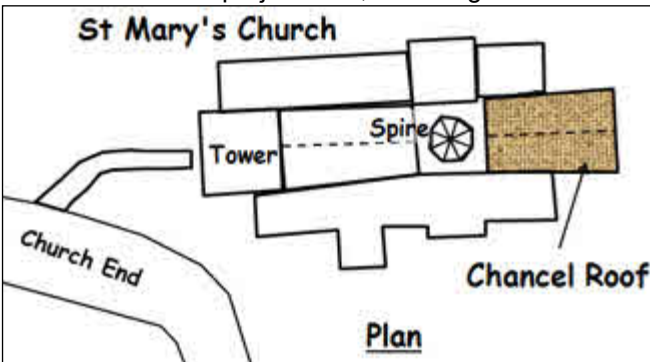 St Mary's Church
Spire
Tower
Church End
Chancel Roof
Plan